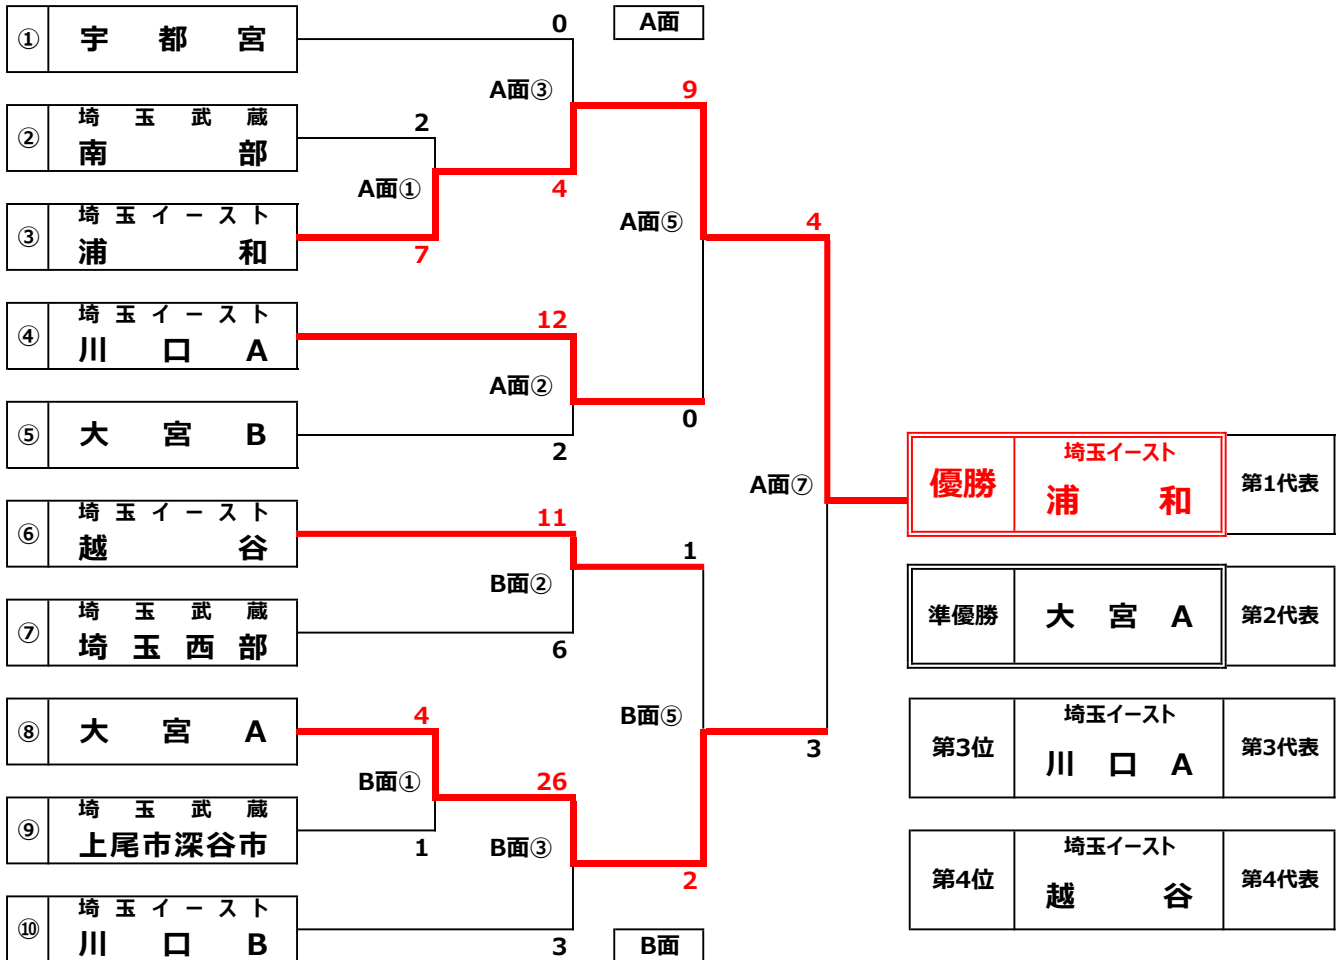 A面
① 宇都宮
0
A面③
9
② 埼玉武蔵
南部
2
A面①
4
③ 埼玉イースト
浦和
7
A面⑤
4
④ 埼玉イースト
川口A
12
A面②
0
⑤ 大宮B
2
A面⑦
優勝 埼玉イースト
浦和 第1代表
⑥ 埼玉イースト
越谷
11
1
B面②
⑦ 埼玉武蔵
埼玉西部
6
準優勝 大宮A 第2代表
⑧ 大宮A
4
B面⑤
3
第3位 埼玉イースト
川口A 第3代表
B面①
26
⑨ 埼玉武蔵
上尾市深谷市
1
B面③
2
第4位 埼玉イースト
越谷 第4代表
⑩ 埼玉イースト
川口B
3
B面